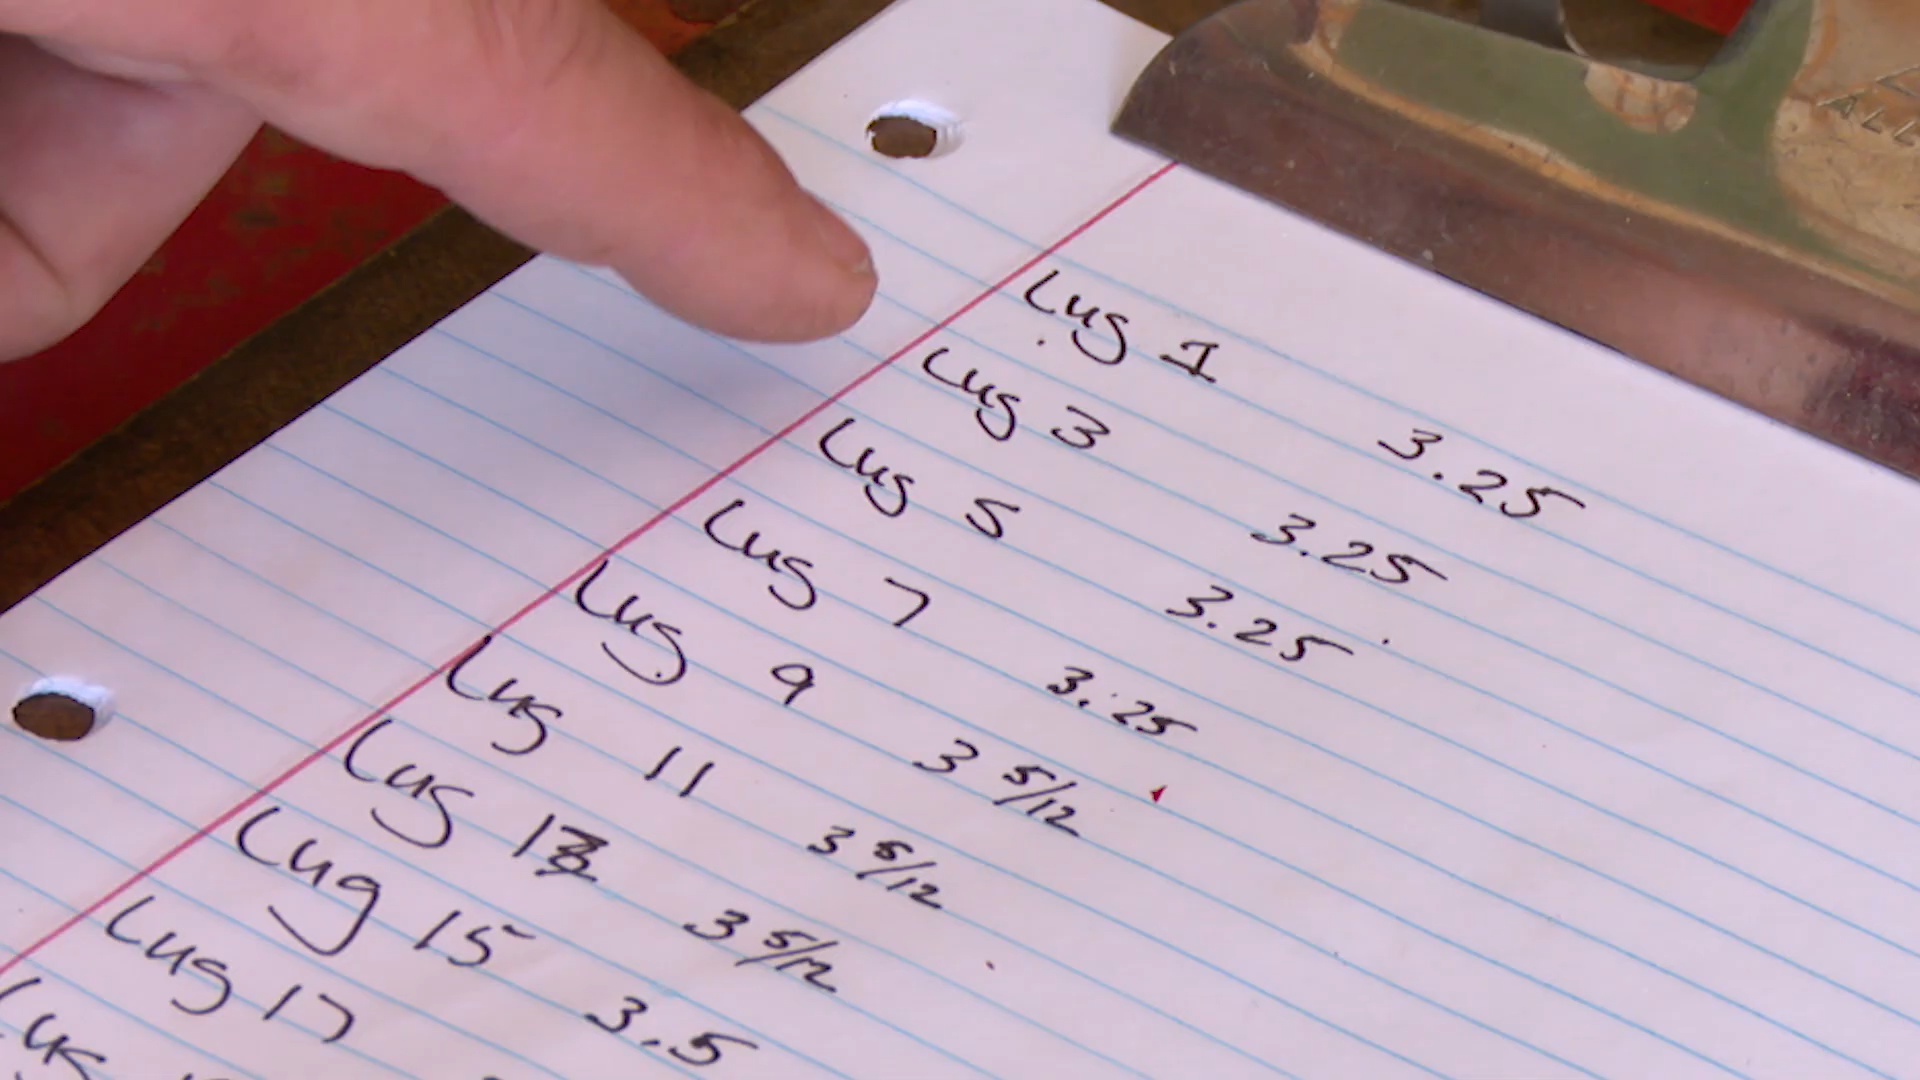 Lug 1 3.25
Lug 3 3.25
Lug 5 3.25
Lug 7 3.25
Lug 9 3 5/12
Lug 11 3 5/12
Lug 13 3 5/12
Lug 15 3.5
Lug 17
Lug